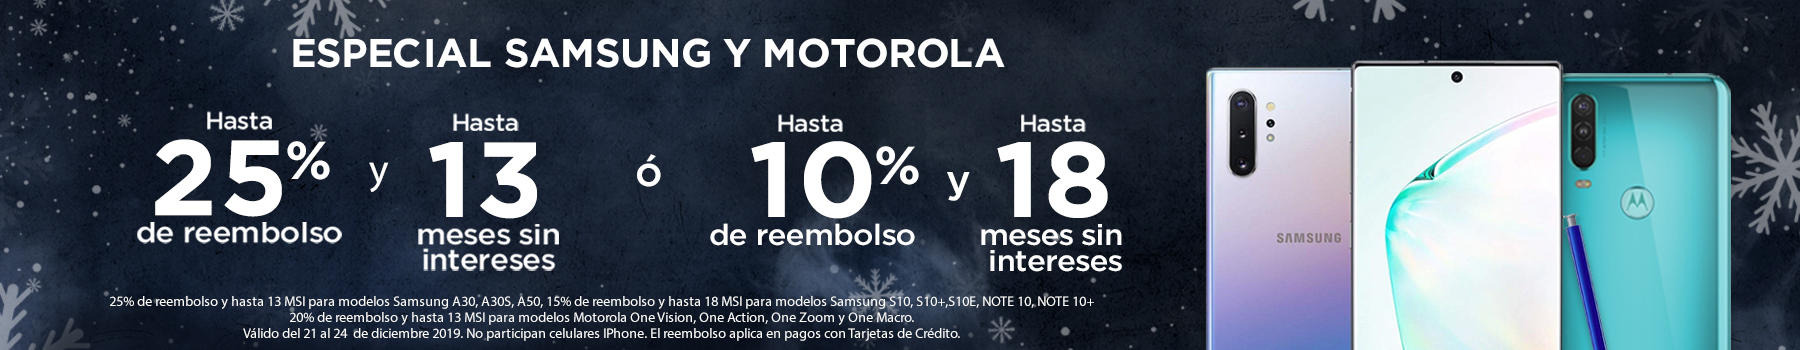 ESPECIAL SAMSUNG Y MOTOROLA
Hasta
25%
de reembolso
y
Hasta
13
meses sin
intereses
ó
Hasta
10%
de reembolso
y
Hasta
18
meses sin
intereses
25% de reembolso y hasta 13 MSI para modelos Samsung A30, A30S, A50, 15% de reembolso y hasta 18 MSI para modelos Samsung S10, S10+,S10E, NOTE 10, NOTE 10+
20% de reembolso y hasta 13 MSI para modelos Motorola One Vision, One Action, One Zoom y One Macro.
Válido del 21 al 24 de diciembre 2019. No participan celulares IPhone. El reembolso aplica en pagos con Tarjetas de Crédito.
SAMSUNG